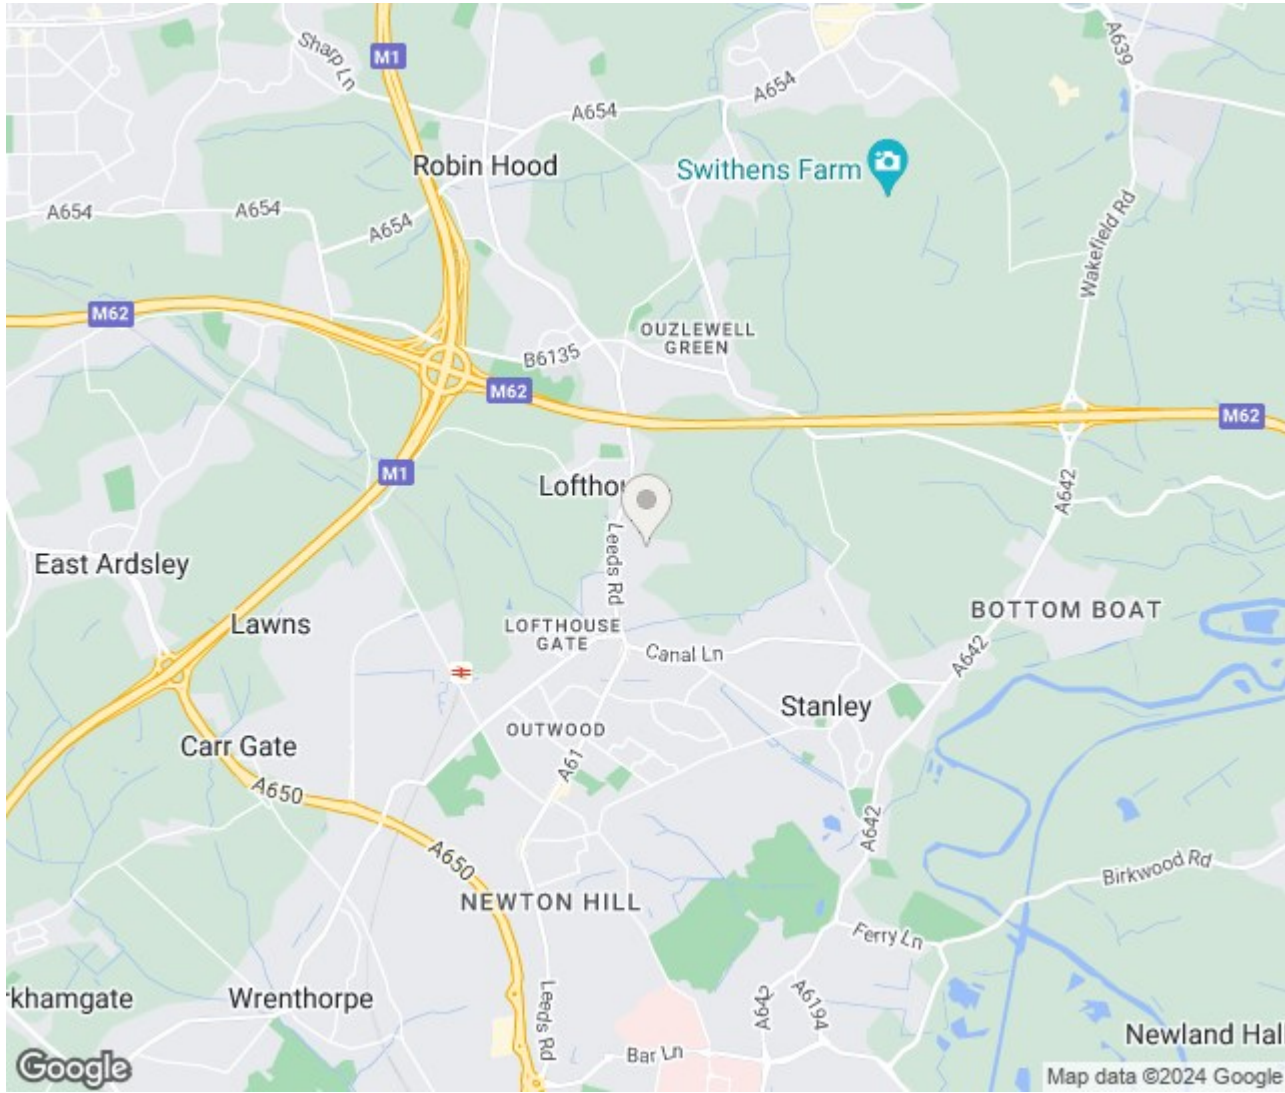 M1
Sharp Ln
A639
A654
A654
Robin Hood
Swithens Farm
A654
A654
A654
Wakefield Rd
M62
OUZLEWELL
GREEN
B6135
M62
M62
M1
Lofthou
A642
Leeds Rd
East Ardsley
Lawns
LOFTHOUSE
GATE
BOTTOM BOAT
Canal Ln
A642
Stanley
OUTWOOD
Carr Gate
A61
A650
A642
A650
Birkwood Rd
NEWTON HILL
Ferry Ln
rkhamgate
Wrenthorpe
Leeds Rd
A642
A6194
Newland Hal
Bar Ln
Google
Map data ©2024 Google